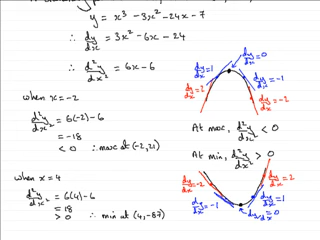 y = x³ - 3x² - 24x - 7
∴ dy/dx = 3x² - 6x - 24
∴ d²y/dx² = 6x - 6
when x = -2
d²y/dx² = 6(-2) - 6
= -18
< 0 ∴ max at (-2, 21)
when x = 4
d²y/dx² = 6(4) - 6
= 18
> 0 ∴ min at (4, -87)
dy/dx = 0
dy/dx = 1
dy/dx = -1
dy/dx = 2
dy/dx = -2
At max, d²y/dx² < 0
At min, d²y/dx² > 0
dy/dx = -2
dy/dx = 2
dy/dx = -1
dy/dx = 1
dy/dx = 0